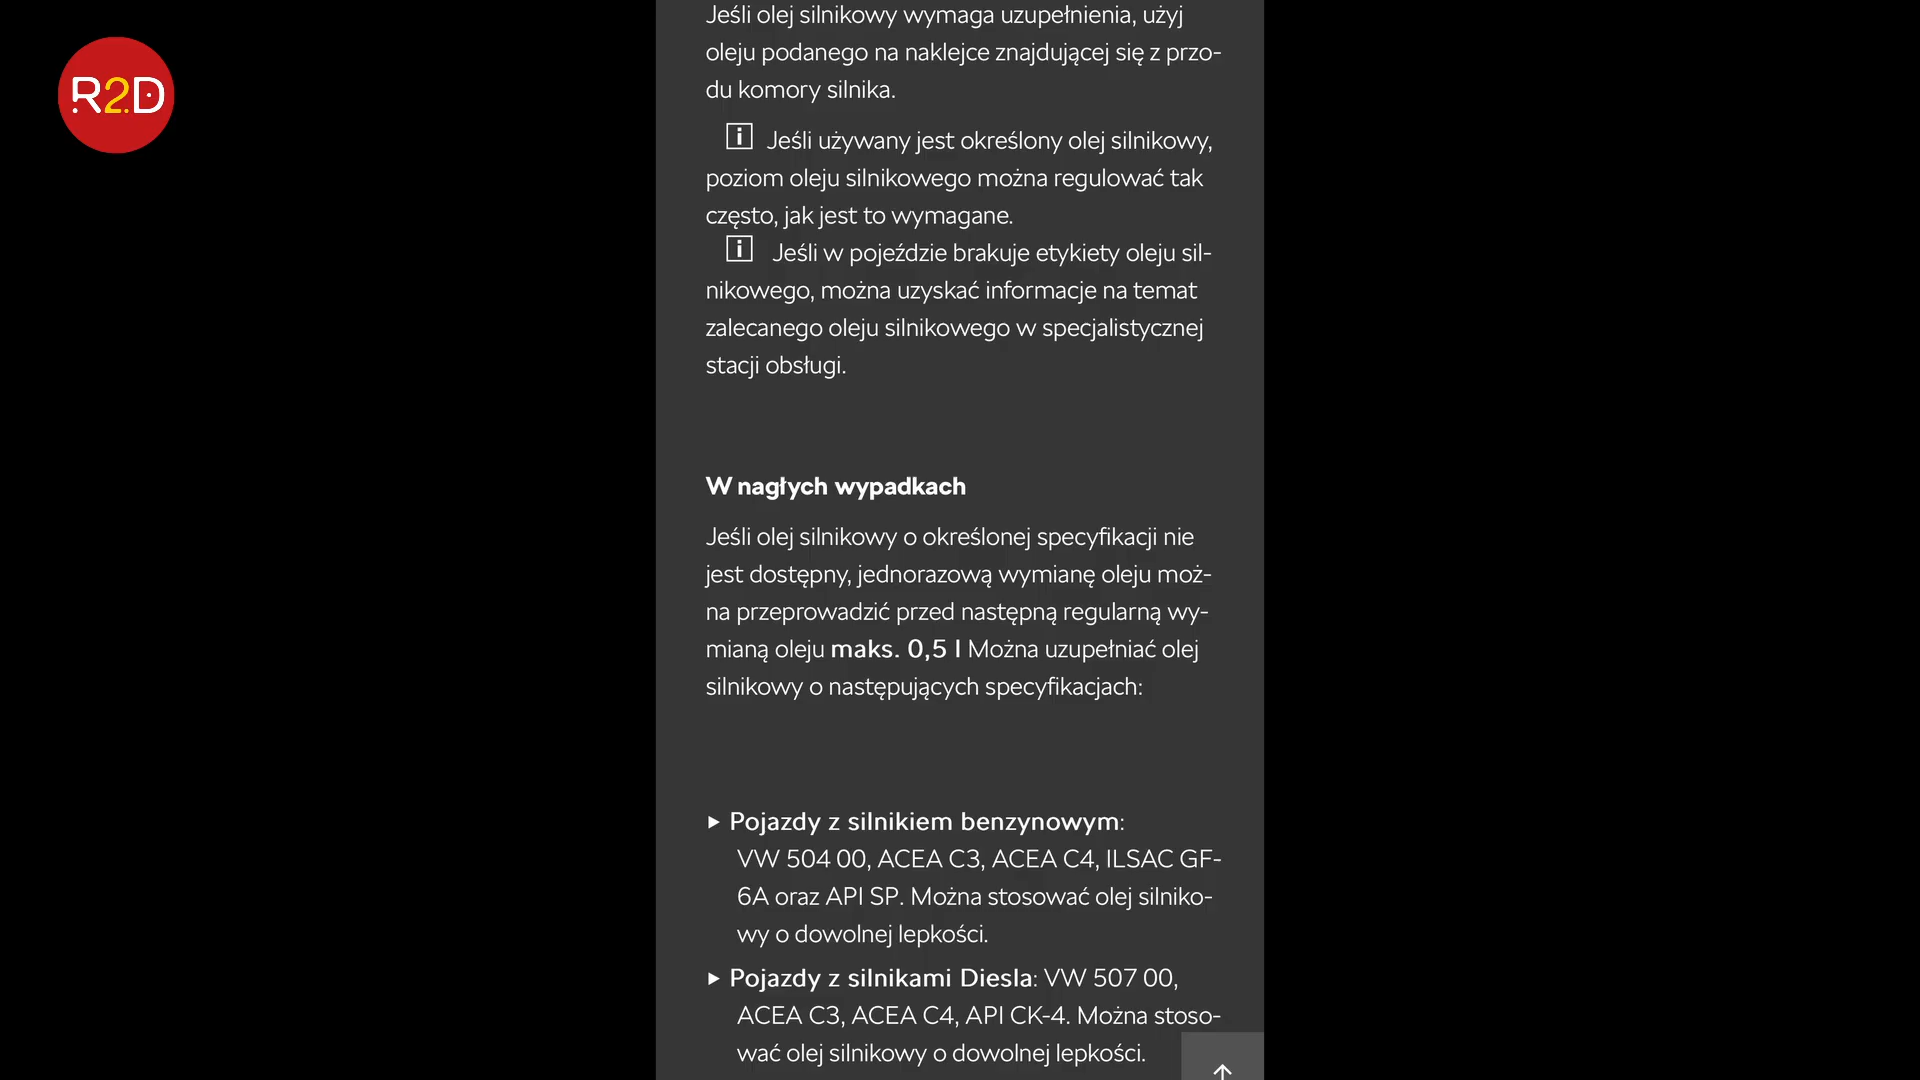 R2D
Jeśli olej silnikowy wymaga uzupełnienia, użyj
oleju podanego na naklejce znajdującej się z przo-
du komory silnika.
i Jeśli używany jest określony olej silnikowy,
poziom oleju silnikowego można regulować tak
często, jak jest to wymagane.
i Jeśli w pojeździe brakuje etykiety oleju sil-
nikowego, można uzyskać informacje na temat
zalecanego oleju silnikowego w specjalistycznej
stacji obsługi.
W nagłych wypadkach
Jeśli olej silnikowy o określonej specyfikacji nie
jest dostępny, jednorazową wymianę oleju moż-
na przeprowadzić przed następną regularną wy-
mianą oleju maks. 0,5 l Można uzupełniać olej
silnikowy o następujących specyfikacjach:
▶ Pojazdy z silnikiem benzynowym:
VW 504 00, ACEA C3, ACEA C4, ILSAC GF-
6A oraz API SP. Można stosować olej silniko-
wy o dowolnej lepkości.
▶ Pojazdy z silnikami Diesla: VW 507 00,
ACEA C3, ACEA C4, API CK-4. Można stoso-
wać olej silnikowy o dowolnej lepkości.